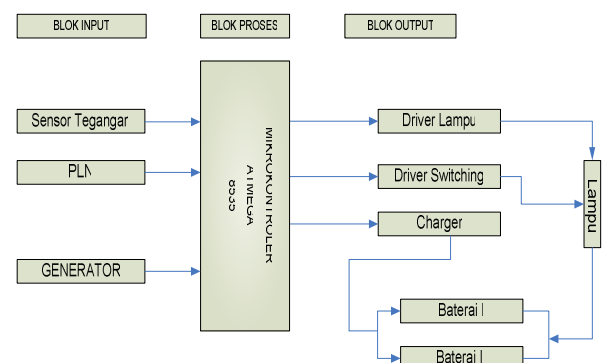 BLOK INPUT
BLOK PROSES
BLOK OUTPUT
Sensor Tegangar
PLN
GENERATOR
MIKROKONTROLER
ATMEGA
8535
Driver Lampu
Driver Switching
Charger
Lampu
Baterai I
Baterai I